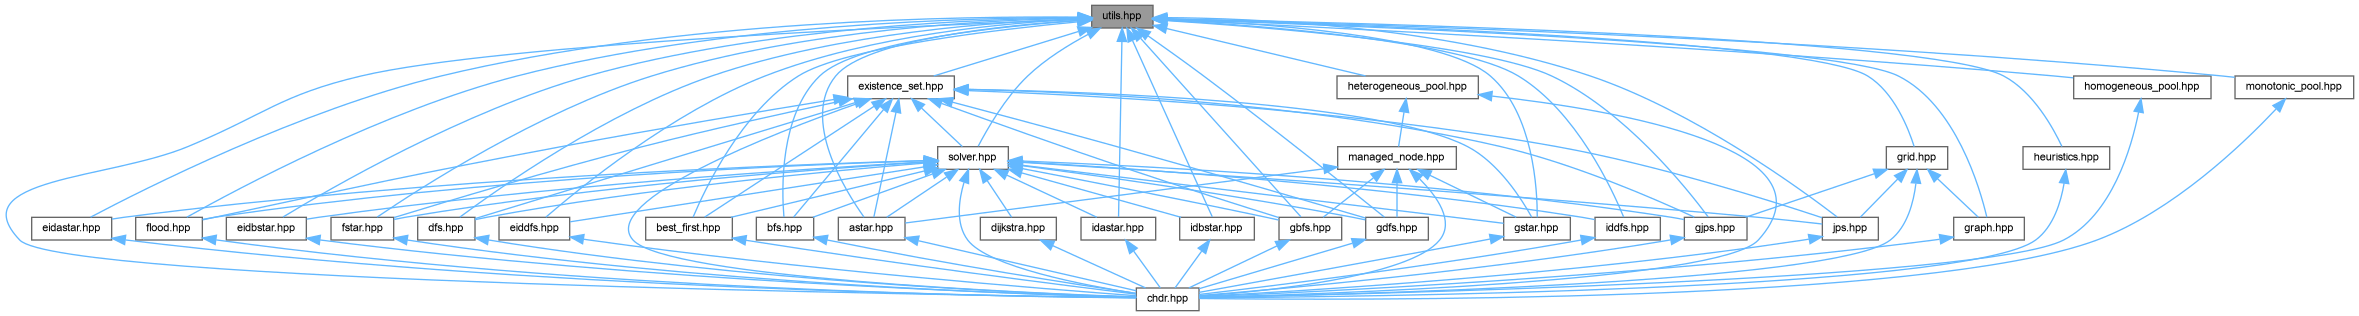 utils.hpp
existence_set.hpp
heterogeneous_pool.hpp
homogeneous_pool.hpp
monotonic_pool.hpp
solver.hpp
managed_node.hpp
grid.hpp
heuristics.hpp
eidastar.hpp
flood.hpp
eidbstar.hpp
fstar.hpp
dfs.hpp
eiddfs.hpp
best_first.hpp
bfs.hpp
astar.hpp
dijkstra.hpp
idastar.hpp
idbstar.hpp
gbfs.hpp
gdfs.hpp
gstar.hpp
iddfs.hpp
gjps.hpp
jps.hpp
graph.hpp
chdr.hpp